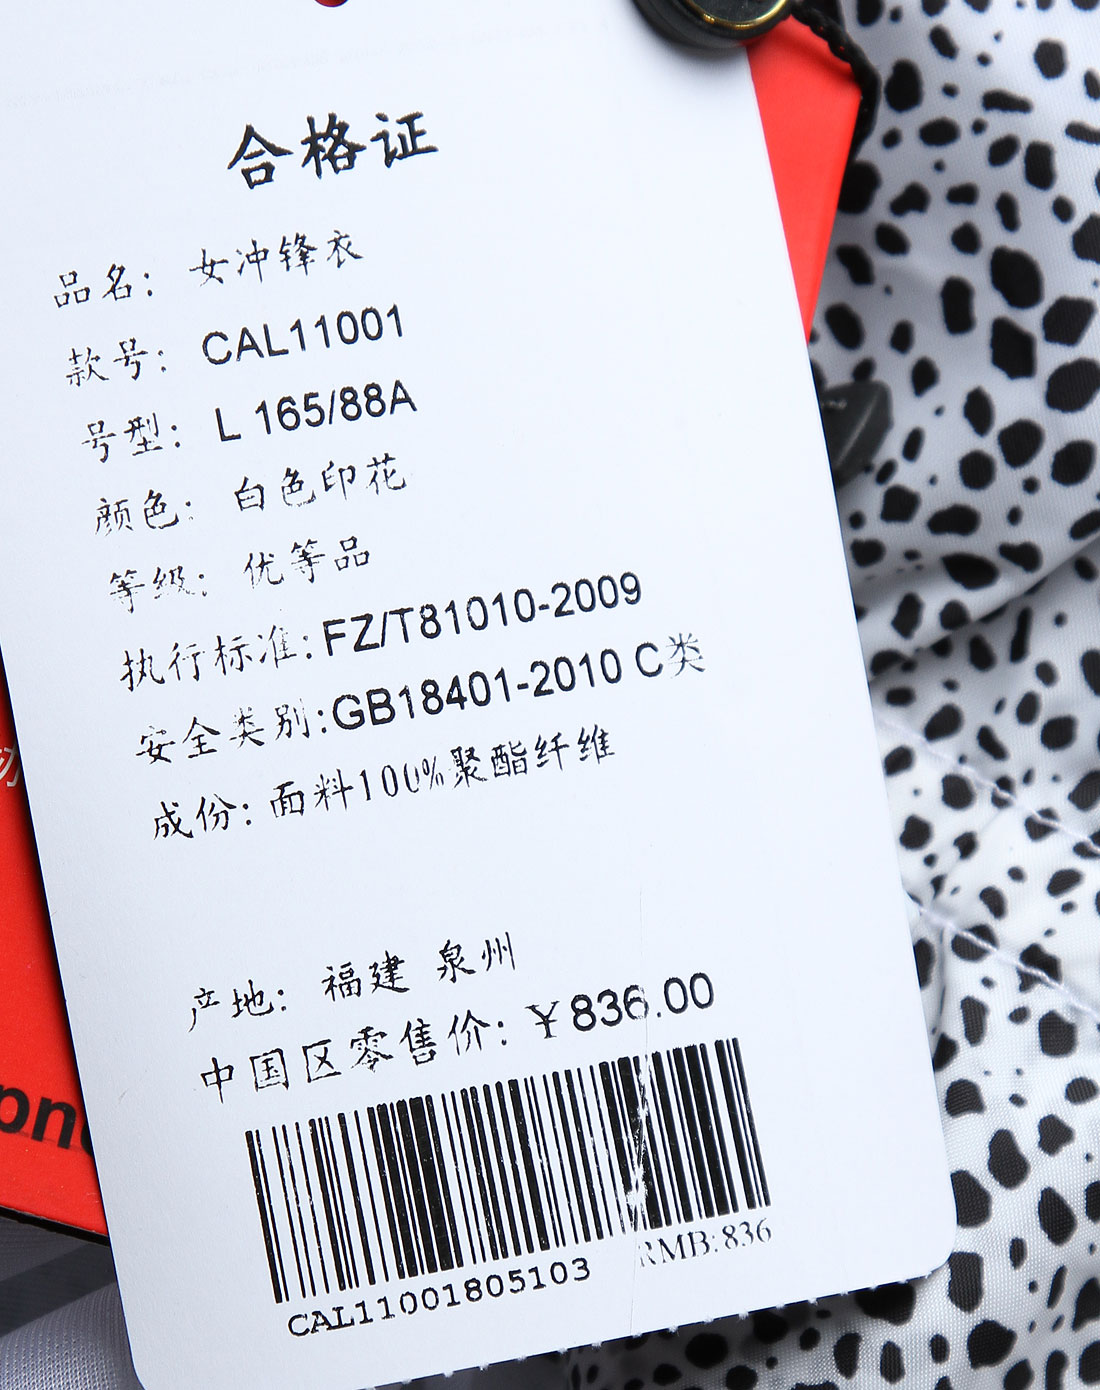 合格证
品名: 女冲锋衣
款号: CAL11001
号型: L 165/88A
颜色: 白色印花
等级: 优等品
执行标准: FZ/T81010-2009
安全类别: GB18401-2010 C类
成份: 面料100%聚酯纤维
产地: 福建 泉州
中国区零售价: ¥836.00
CAL11001805103
RMB:836